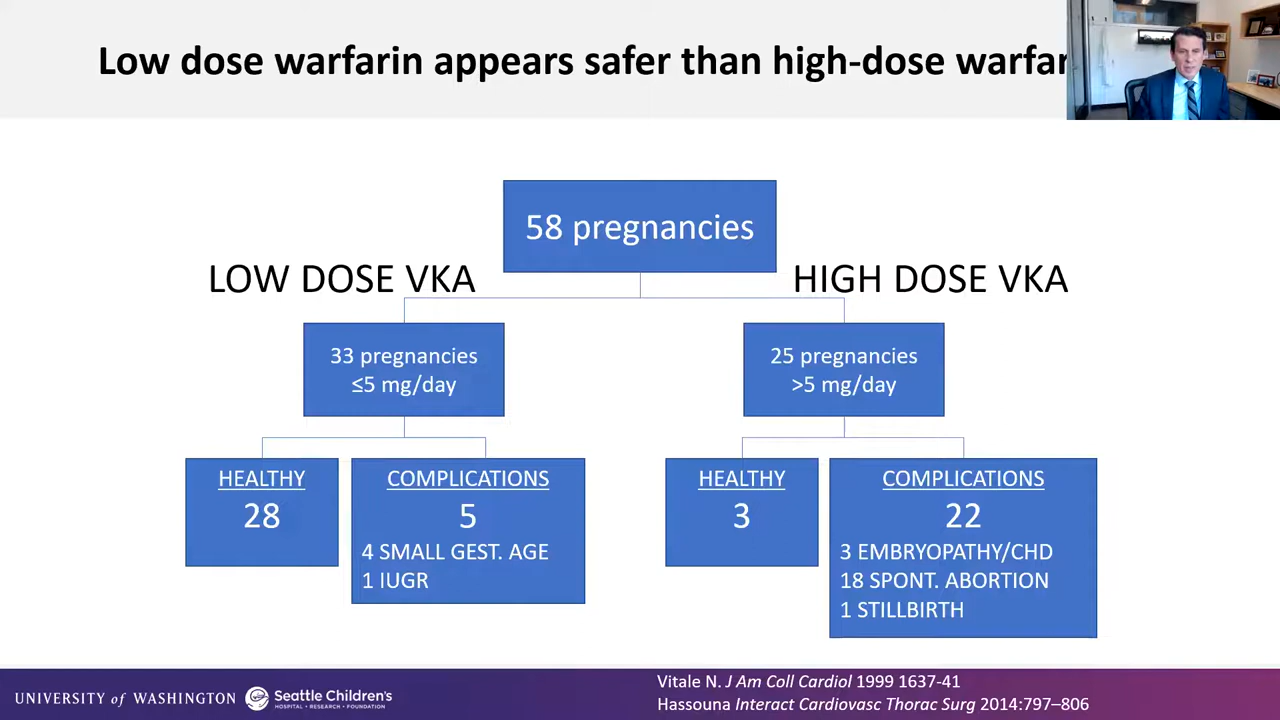 Low dose warfarin appears safer than high-dose
58 pregnancies
LOW DOSE VKA
HIGH DOSE VKA
33 pregnancies
≤5 mg/day
25 pregnancies
>5 mg/day
HEALTHY
28
COMPLICATIONS
5
4 SMALL GEST. AGE
1 IUGR
HEALTHY
3
COMPLICATIONS
22
3 EMBRYOPATHY/CHD
18 SPONT. ABORTION
1 STILLBIRTH
UNIVERSITY of WASHINGTON
Seattle Children's
HOSPITAL • RESEARCH • FOUNDATION
Vitale N. J Am Coll Cardiol 1999 1637-41
Hassouna Interact Cardiovasc Thorac Surg 2014:797–806